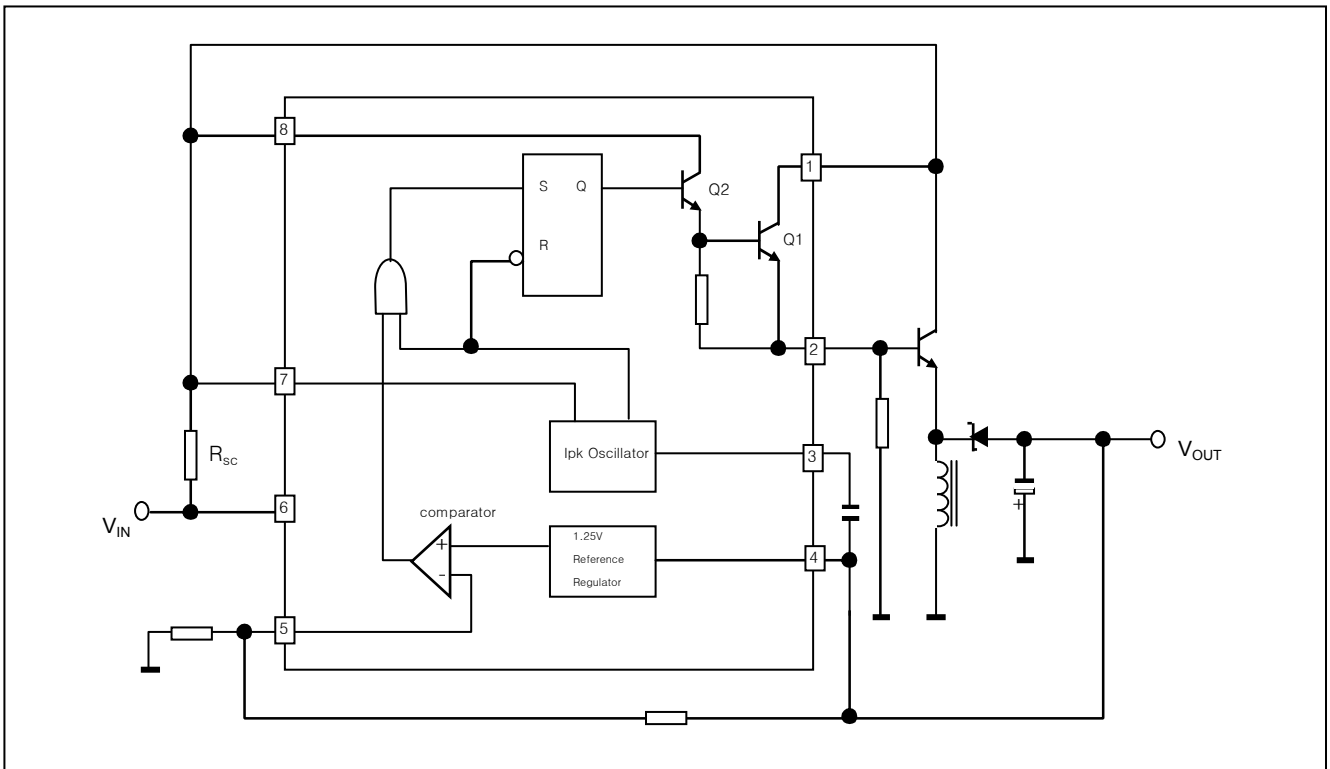 8
1
S Q
Q2
R
Q1
2
7
Ipk Oscillator
3
RSC
6
VIN
comparator
+
-
1.25V
Reference
Regulator
4
5
VOUT
+